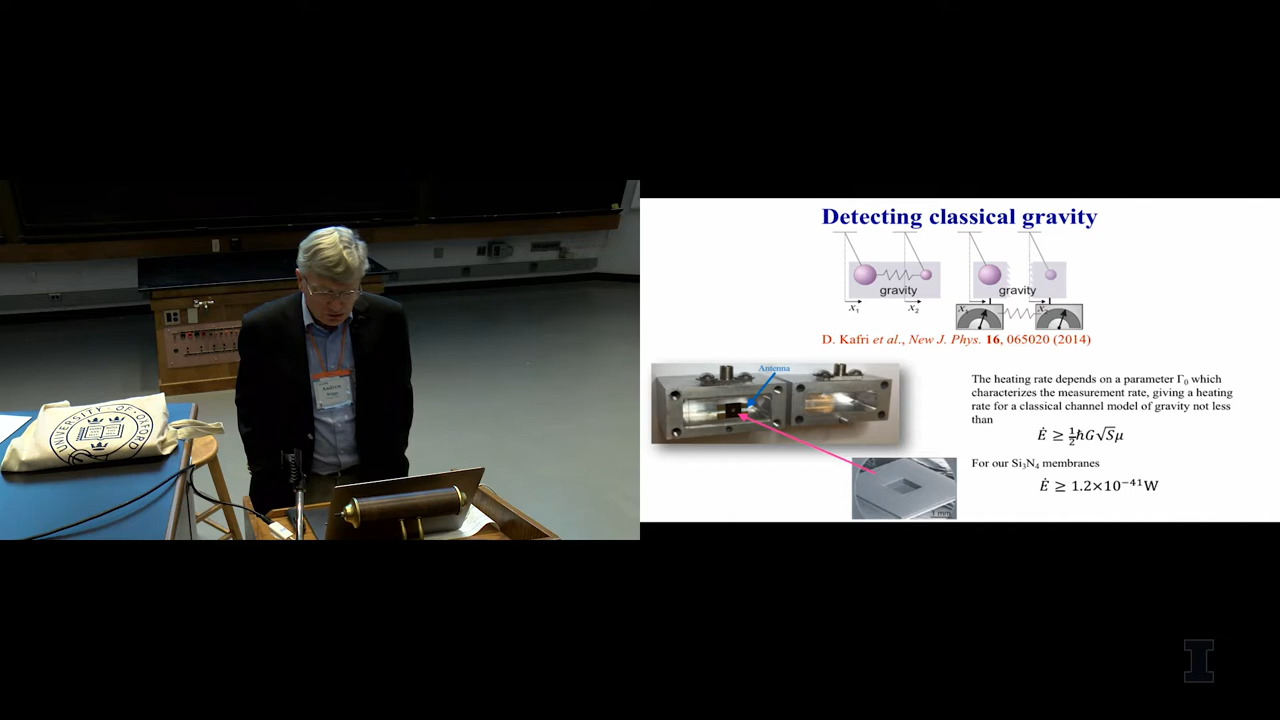 UNIVERSITY OF OXFORD
Andrew
Detecting classical gravity
gravity
gravity
x₁
x₂
x₁
D. Kafri et al., New J. Phys. 16, 065020 (2014)
Antenna
The heating rate depends on a parameter Γ₀ which
characterizes the measurement rate, giving a heating
rate for a classical channel model of gravity not less
than
Ė ≥ ½ℏG√Sμ
For our Si₃N₄ membranes
Ė ≥ 1.2×10⁻⁴¹W
I